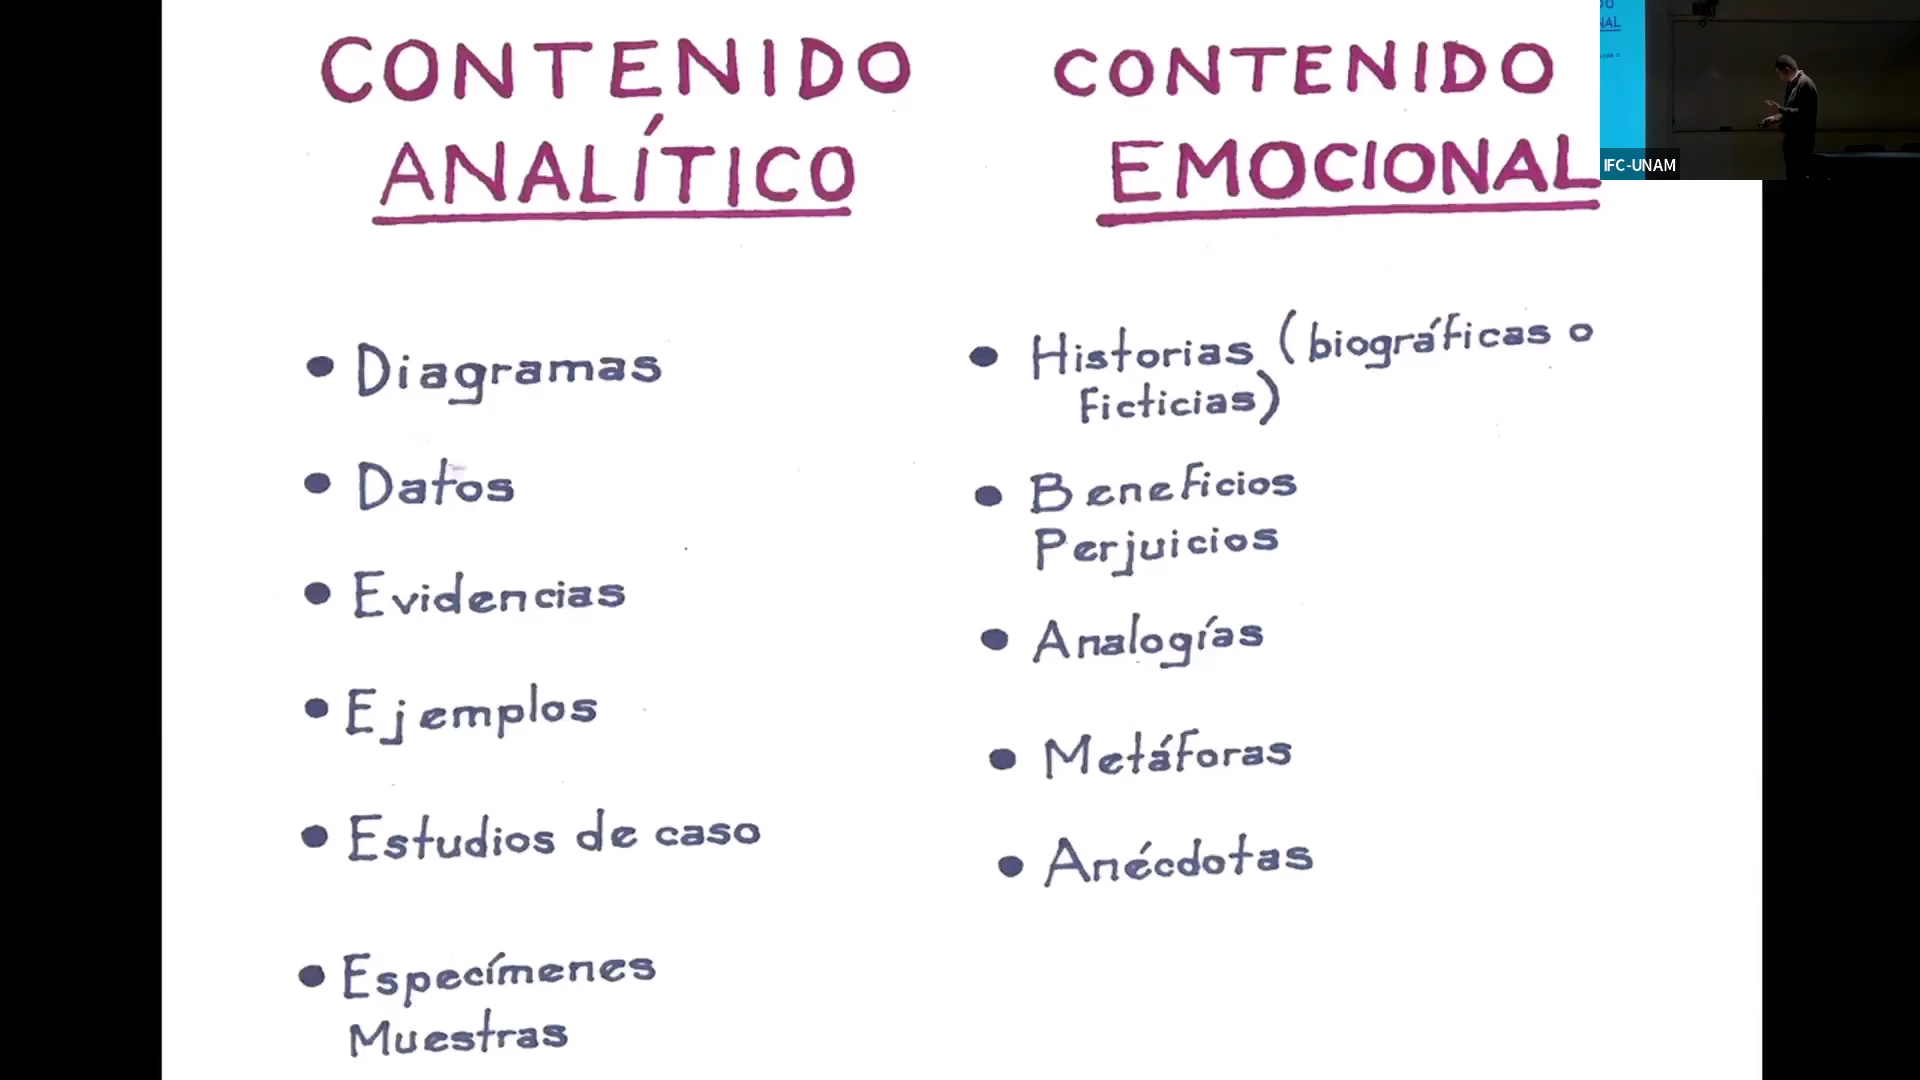 CONTENIDO
ANALÍTICO
• Diagramas
• Datos
• Evidencias
• Ejemplos
• Estudios de caso
• Especímenes
Muestras
CONTENIDO
EMOCIONAL
• Historias (biográficas o
ficticias)
• Beneficios
Perjuicios
• Analogías
• Metáforas
• Anécdotas
NAL
IFC-UNAM